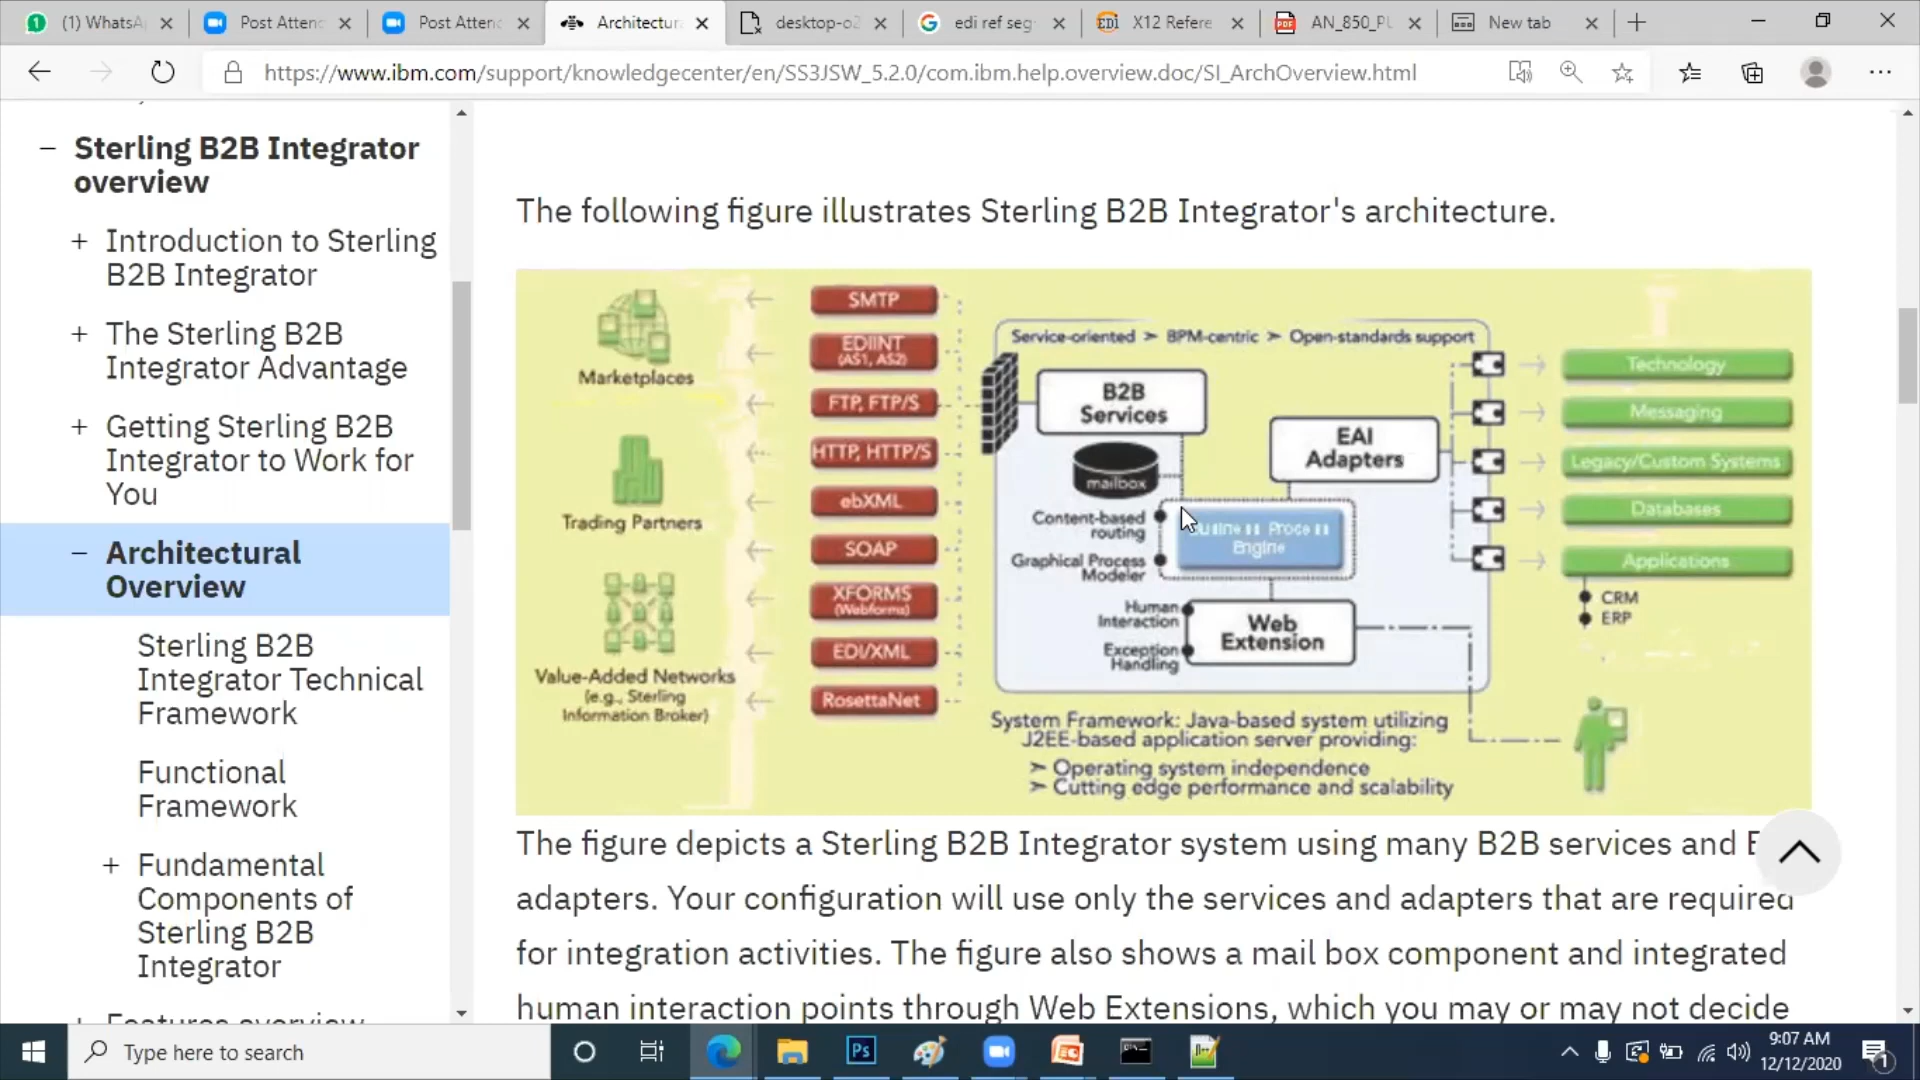 (1) WhatsA
Post Atten
Post Atten
Architectur
desktop-o2
edi ref seg
X12 Refere
AN_850_PU
New tab
https://www.ibm.com/support/knowledgecenter/en/SS3JSW_5.2.0/com.ibm.help.overview.doc/SI_ArchOverview.html
Sterling B2B Integrator
overview
Introduction to Sterling
B2B Integrator
The Sterling B2B
Integrator Advantage
Getting Sterling B2B
Integrator to Work for
You
Architectural
Overview
Sterling B2B
Integrator Technical
Framework
Functional
Framework
Fundamental
Components of
Sterling B2B
Integrator
Features overview
The following figure illustrates Sterling B2B Integrator's architecture.
Marketplaces
Trading Partners
Value-Added Networks
(e.g., Sterling
Information Broker)
SMTP
EDIINT
(AS1, AS2)
FTP, FTP/S
HTTP, HTTP/S
ebXML
SOAP
XFORMS
(Webforms)
EDI/XML
RosettaNet
Service-oriented > BPM-centric > Open-standards support
B2B
Services
mailbox
EAI
Adapters
Content-based
routing
Graphical Process
Modeler
Engine
Human
Interaction
Exception
Handling
Web
Extension
Technology
Messaging
Legacy/Custom Systems
Databases
Applications
CRM
ERP
System Framework: Java-based system utilizing
J2EE-based application server providing:
> Operating system independence
> Cutting edge performance and scalability
The figure depicts a Sterling B2B Integrator system using many B2B services and E
adapters. Your configuration will use only the services and adapters that are required
for integration activities. The figure also shows a mail box component and integrated
human interaction points through Web Extensions, which you may or may not decide
Type here to search
9:07 AM
12/12/2020